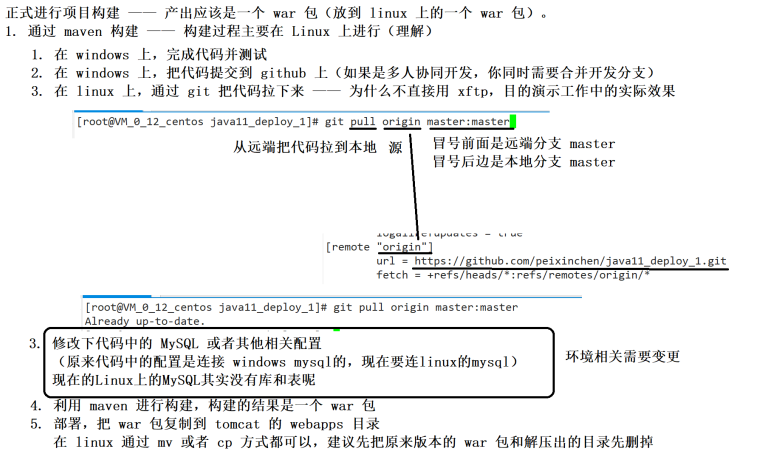 正式进行项目构建 —— 产出应该是一个 war 包（放到 linux 上的一个 war 包）。
1. 通过 maven 构建 —— 构建过程主要在 Linux 上进行（理解）
1. 在 windows 上，完成代码并测试
2. 在 windows 上，把代码提交到 github 上（如果是多人协同开发，你同时需要合并开发分支）
3. 在 linux 上，通过 git 把代码拉下来 —— 为什么不直接用 xftp，目的演示工作中的实际效果
[root@VM_0_12_centos java11_deploy_1]# git pull origin master:master
从远端把代码拉到本地 源 冒号前面是远端分支 master
冒号后边是本地分支 master
[remote "origin"]
url = https://github.com/peixinchen/java11_deploy_1.git
fetch = +refs/heads/*:refs/remotes/origin/*
[root@VM_0_12_centos java11_deploy_1]# git pull origin master:master
Already up-to-date.
3. 修改下代码中的 MySQL 或者其他相关配置
（原来代码中的配置是连接 windows mysql的，现在要连linux的mysql） 环境相关需要变更
现在的Linux上的MySQL其实没有库和表呢
4. 利用 maven 进行构建，构建的结果是一个 war 包
5. 部署，把 war 包复制到 tomcat 的 webapps 目录
在 linux 通过 mv 或者 cp 方式都可以，建议先把原来版本的 war 包和解压出的目录先删掉